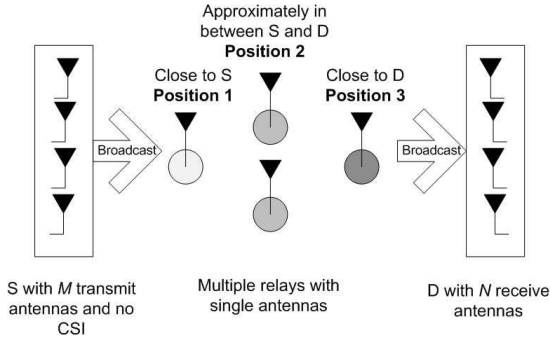 Approximately in
between S and D
Position 2
Close to S
Position 1
Close to D
Position 3
Broadcast
Broadcast
S with M transmit
antennas and no
CSI
Multiple relays with
single antennas
D with N receive
antennas